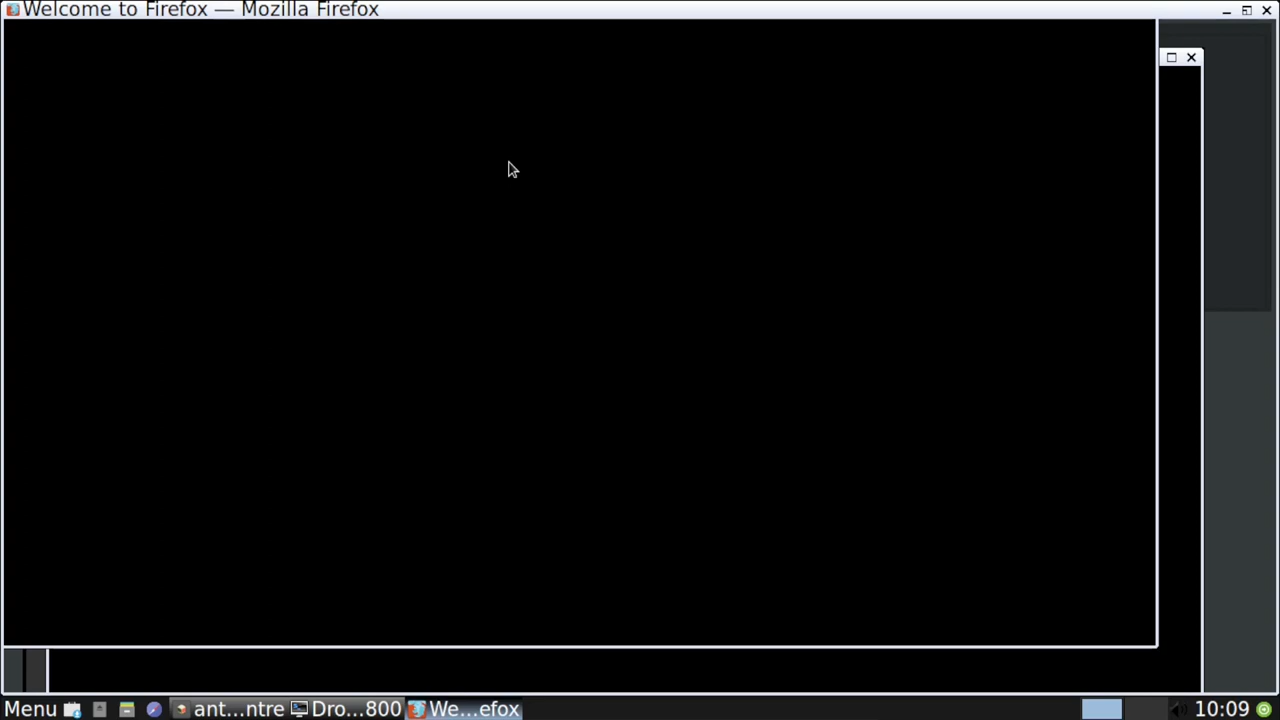 Welcome to Firefox — Mozilla Firefox
Menu ant...ntre Dro...800 We...efox 10:09